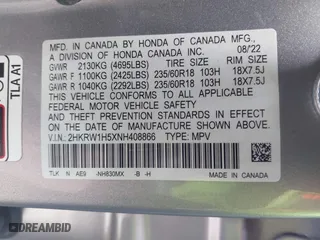 MFD. IN CANADA BY HONDA OF CANADA MFG.,
A DIVISION OF HONDA CANADA INC. 08/22
GVWR 2130KG (4695LBS) TIRE SIZE RIM SIZE
GAWR F 1100KG (2425LBS) 235/60R18 103H 18X7.5J
GAWR R 1040KG (2292LBS) 235/60R18 103H 18X7.5J
THIS VEHICLE CONFORMS TO ALL APPLICABLE
FEDERAL MOTOR VEHICLE SAFETY
AND THEFT PREVENTION STANDARDS IN EFFECT ON
THE DATE OF MANUFACTURE SHOWN ABOVE.
V.I.N.: 2HKRW1H5XNH408866 TYPE: MPV
TLK N AE9 -NH830MX -B -H
MADE IN CANADA
TLA A1
DREAMBID